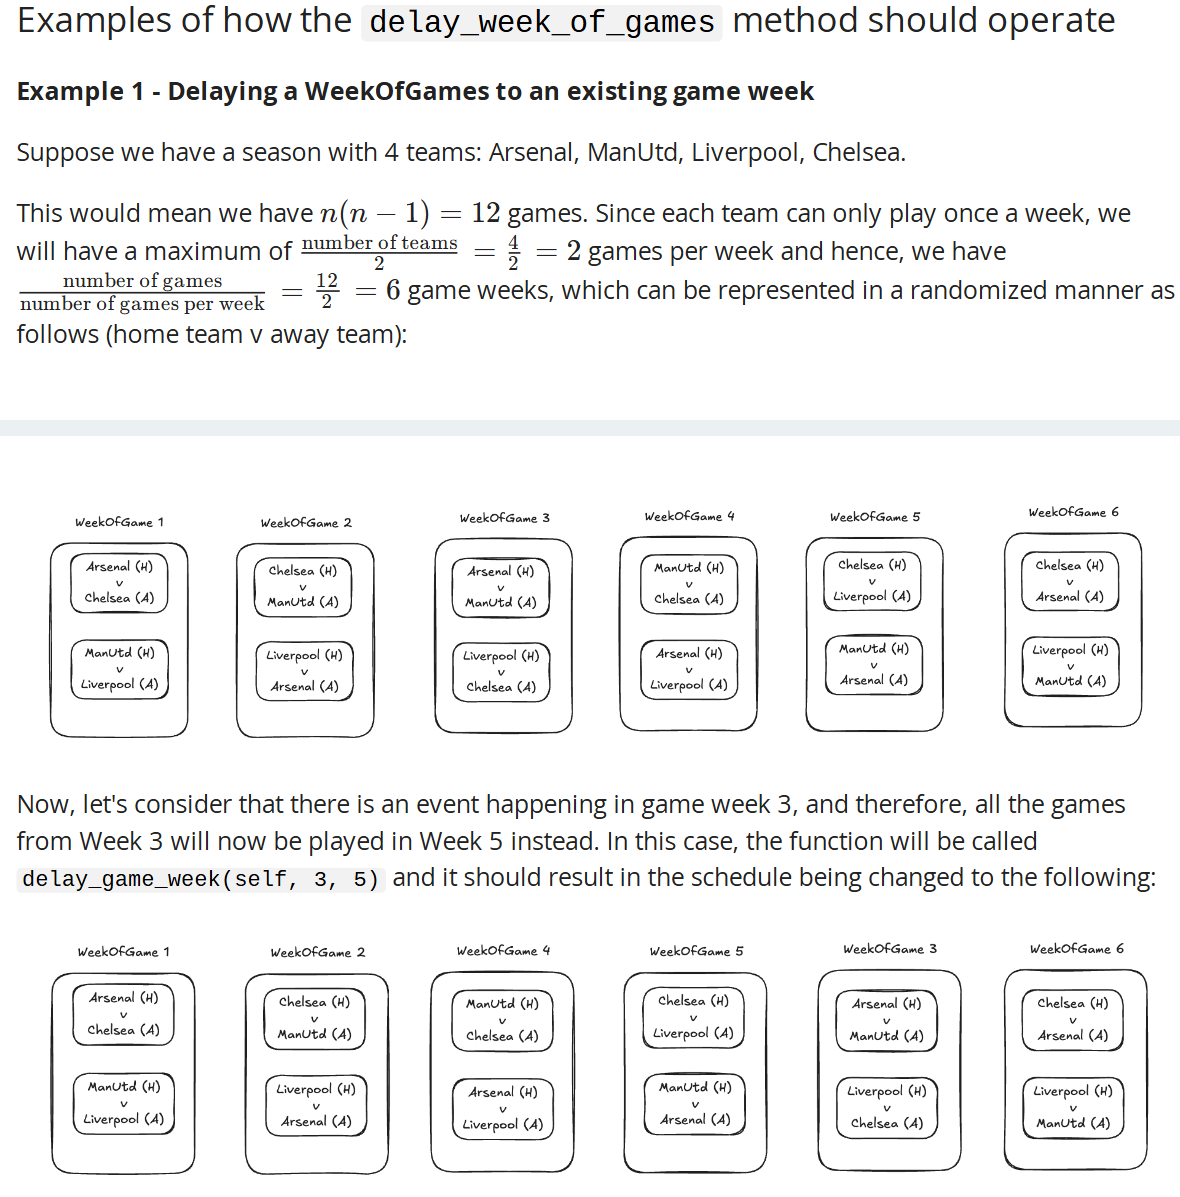 Examples of how the delay_week_of_games method should operate
Example 1 - Delaying a WeekOfGames to an existing game week
Suppose we have a season with 4 teams: Arsenal, ManUtd, Liverpool, Chelsea.
This would mean we have n(n − 1) = 12 games. Since each team can only play once a week, we
will have a maximum of number of teams / 2 = 4/2 = 2 games per week and hence, we have
number of games / number of games per week = 12/2 = 6 game weeks, which can be represented in a randomized manner as
follows (home team v away team):
WeekOfGame 1
Arsenal (H)
v
Chelsea (A)
ManUtd (H)
v
Liverpool (A)
WeekOfGame 2
Chelsea (H)
v
ManUtd (A)
Liverpool (H)
v
Arsenal (A)
WeekOfGame 3
Arsenal (H)
v
ManUtd (A)
Liverpool (H)
v
Chelsea (A)
WeekOfGame 4
ManUtd (H)
v
Chelsea (A)
Arsenal (H)
v
Liverpool (A)
WeekOfGame 5
Chelsea (H)
v
Liverpool (A)
ManUtd (H)
v
Arsenal (A)
WeekOfGame 6
Chelsea (H)
v
Arsenal (A)
Liverpool (H)
v
ManUtd (A)
Now, let's consider that there is an event happening in game week 3, and therefore, all the games
from Week 3 will now be played in Week 5 instead. In this case, the function will be called
delay_game_week(self, 3, 5) and it should result in the schedule being changed to the following:
WeekOfGame 1
Arsenal (H)
v
Chelsea (A)
ManUtd (H)
v
Liverpool (A)
WeekOfGame 2
Chelsea (H)
v
ManUtd (A)
Liverpool (H)
v
Arsenal (A)
WeekOfGame 4
ManUtd (H)
v
Chelsea (A)
Arsenal (H)
v
Liverpool (A)
WeekOfGame 5
Chelsea (H)
v
Liverpool (A)
ManUtd (H)
v
Arsenal (A)
WeekOfGame 3
Arsenal (H)
v
ManUtd (A)
Liverpool (H)
v
Chelsea (A)
WeekOfGame 6
Chelsea (H)
v
Arsenal (A)
Liverpool (H)
v
ManUtd (A)